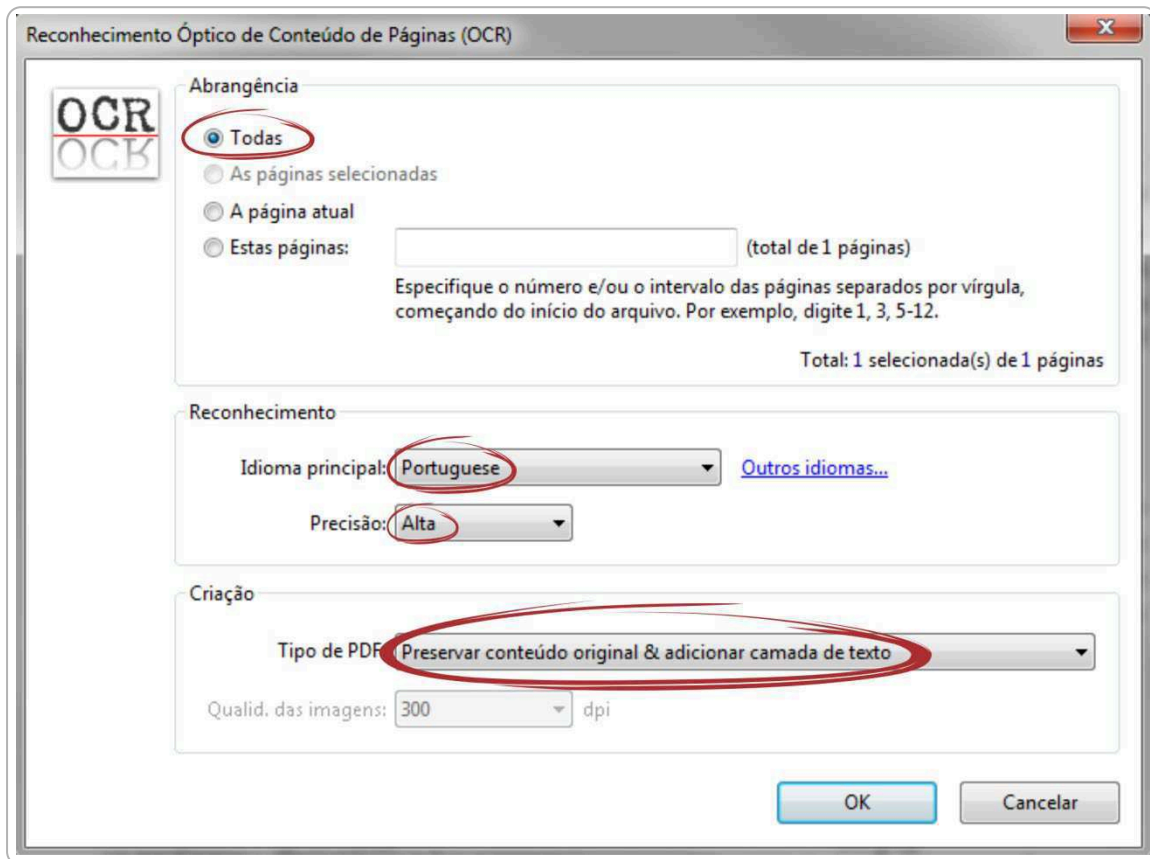 Reconhecimento Óptico de Conteúdo de Páginas (OCR)
X
OCR
Abrangência
Todas
As páginas selecionadas
A página atual
Estas páginas:
(total de 1 páginas)
Especifique o número e/ou o intervalo das páginas separados por vírgula,
começando do início do arquivo. Por exemplo, digite 1, 3, 5-12.
Total: 1 selecionada(s) de 1 páginas
Reconhecimento
Idioma principal: Portuguese Outros idiomas...
Precisão: Alta
Criação
Tipo de PDF Preservar conteúdo original & adicionar camada de texto
Qualid. das imagens: 300 dpi
OK Cancelar